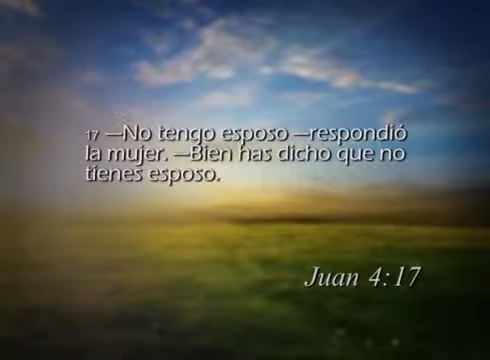 17 —No tengo esposo —respondió
la mujer. —Bien has dicho que no
tienes esposo.
Juan 4:17